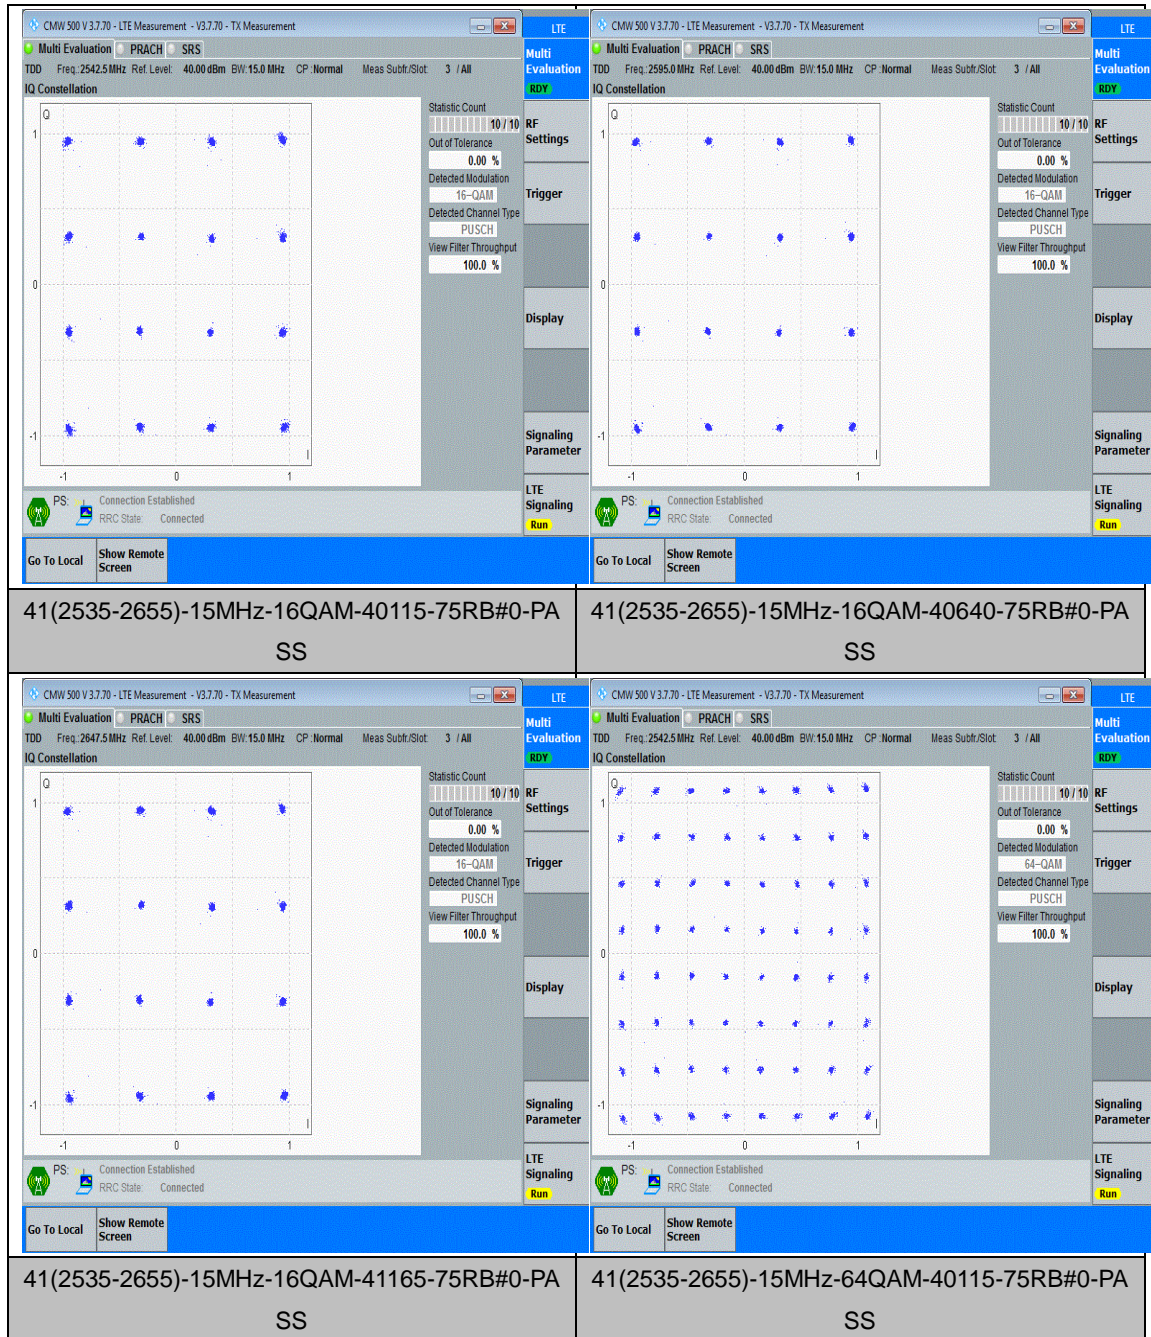 CMW 500 V 3.7.70 - LTE Measurement - V3.7.70 - TX Measurement
LTE
Multi Evaluation PRACH SRS
Multi Evaluation
RDY
TDD Freq.:2542.5 MHz Ref. Level: 40.00 dBm BW:15.0 MHz CP :Normal Meas Subfr./Slot: 3 / All
IQ Constellation
Q
1
0
-1
-1 0 1
I
Statistic Count
10 / 10
Out of Tolerance
0.00 %
Detected Modulation
16-QAM
Detected Channel Type
PUSCH
View Filter Throughput
100.0 %
RF Settings
Trigger
Display
Signaling Parameter
LTE Signaling
Run
PS: Connection Established
RRC State: Connected
Go To Local
Show Remote Screen
CMW 500 V 3.7.70 - LTE Measurement - V3.7.70 - TX Measurement
LTE
Multi Evaluation PRACH SRS
Multi Evaluation
RDY
TDD Freq.:2595.0 MHz Ref. Level: 40.00 dBm BW:15.0 MHz CP :Normal Meas Subfr./Slot: 3 / All
IQ Constellation
Q
1
0
-1
-1 0 1
I
Statistic Count
10 / 10
Out of Tolerance
0.00 %
Detected Modulation
16-QAM
Detected Channel Type
PUSCH
View Filter Throughput
100.0 %
RF Settings
Trigger
Display
Signaling Parameter
LTE Signaling
Run
PS: Connection Established
RRC State: Connected
Go To Local
Show Remote Screen
41(2535-2655)-15MHz-16QAM-40115-75RB#0-PA
SS
41(2535-2655)-15MHz-16QAM-40640-75RB#0-PA
SS
CMW 500 V 3.7.70 - LTE Measurement - V3.7.70 - TX Measurement
LTE
Multi Evaluation PRACH SRS
Multi Evaluation
RDY
TDD Freq.:2647.5 MHz Ref. Level: 40.00 dBm BW:15.0 MHz CP :Normal Meas Subfr./Slot: 3 / All
IQ Constellation
Q
1
0
-1
-1 0 1
I
Statistic Count
10 / 10
Out of Tolerance
0.00 %
Detected Modulation
16-QAM
Detected Channel Type
PUSCH
View Filter Throughput
100.0 %
RF Settings
Trigger
Display
Signaling Parameter
LTE Signaling
Run
PS: Connection Established
RRC State: Connected
Go To Local
Show Remote Screen
CMW 500 V 3.7.70 - LTE Measurement - V3.7.70 - TX Measurement
LTE
Multi Evaluation PRACH SRS
Multi Evaluation
RDY
TDD Freq.:2542.5 MHz Ref. Level: 40.00 dBm BW:15.0 MHz CP :Normal Meas Subfr./Slot: 3 / All
IQ Constellation
Q
1
0
-1
-1 0 1
I
Statistic Count
10 / 10
Out of Tolerance
0.00 %
Detected Modulation
64-QAM
Detected Channel Type
PUSCH
View Filter Throughput
100.0 %
RF Settings
Trigger
Display
Signaling Parameter
LTE Signaling
Run
PS: Connection Established
RRC State: Connected
Go To Local
Show Remote Screen
41(2535-2655)-15MHz-16QAM-41165-75RB#0-PA
SS
41(2535-2655)-15MHz-64QAM-40115-75RB#0-PA
SS